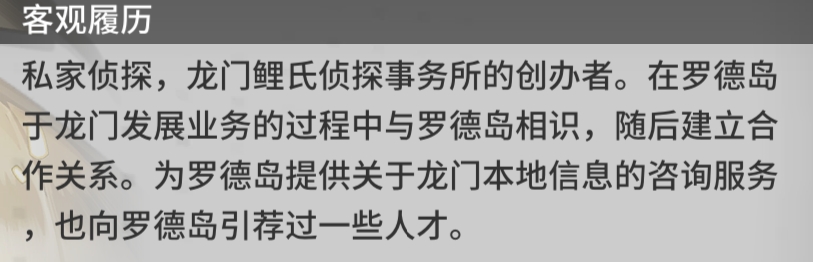 客观履历
私家侦探，龙门鲤氏侦探事务所的创办者。在罗德岛
于龙门发展业务的过程中与罗德岛相识，随后建立合
作关系。为罗德岛提供关于龙门本地信息的咨询服务
，也向罗德岛引荐过一些人才。